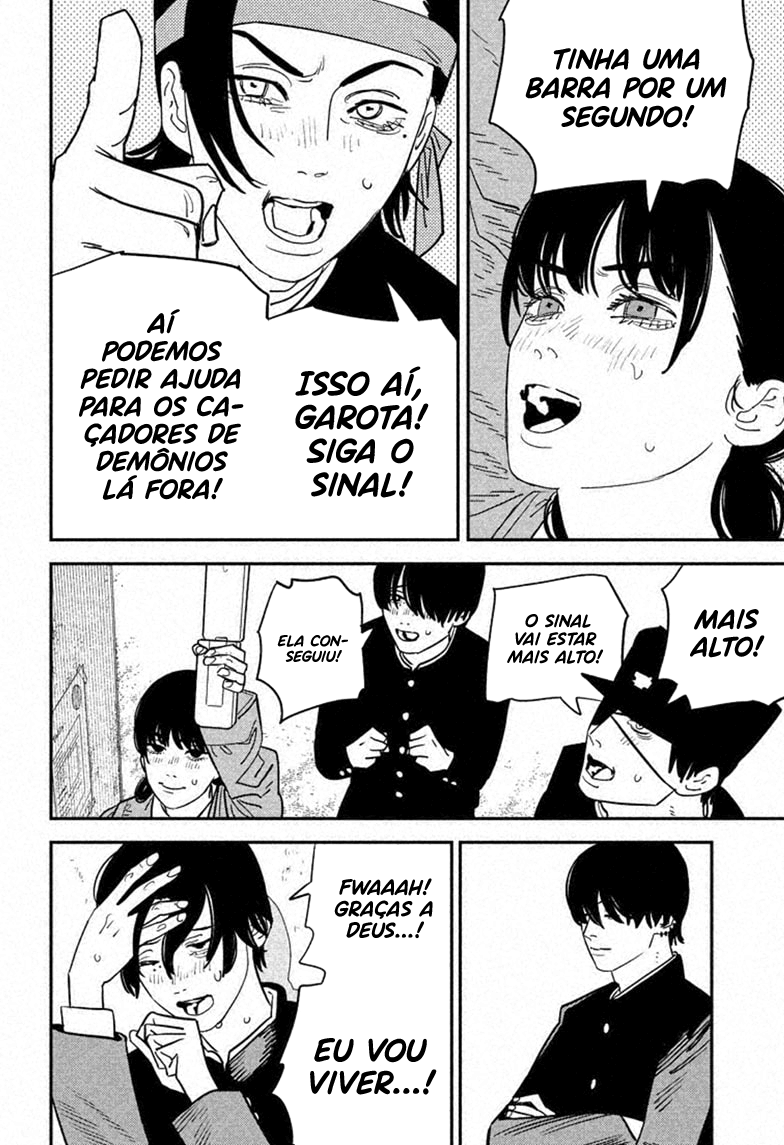 TINHA UMA
BARRA POR UM
SEGUNDO!
ISSO AÍ,
GAROTA!
SIGA O
SINAL!
AÍ
PODEMOS
PEDIR AJUDA
PARA OS CA-
ÇADORES DE
DEMÔNIOS
LÁ FORA!
MAIS
ALTO!
O SINAL
VAI ESTAR
MAIS ALTO!
ELA CON-
SEGUIU!
FWAAAH!
GRAÇAS A
DEUS...!
EU VOU
VIVER...!